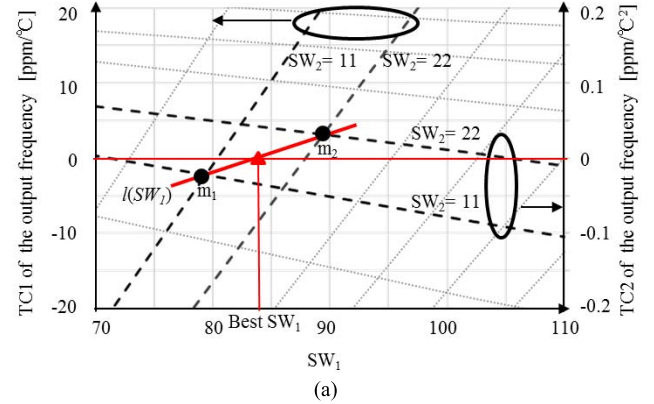 TC1 of the output frequency [ppm/℃]
20
10
0
-10
-20
SW₂= 11
SW₂= 22
SW₂= 22
SW₂= 11
m₁
m₂
l(SW₁)
Best SW₁
0.2
0.1
0
-0.1
-0.2
TC2 of the output frequency [ppm/℃²]
70
80
90
100
110
SW₁
(a)